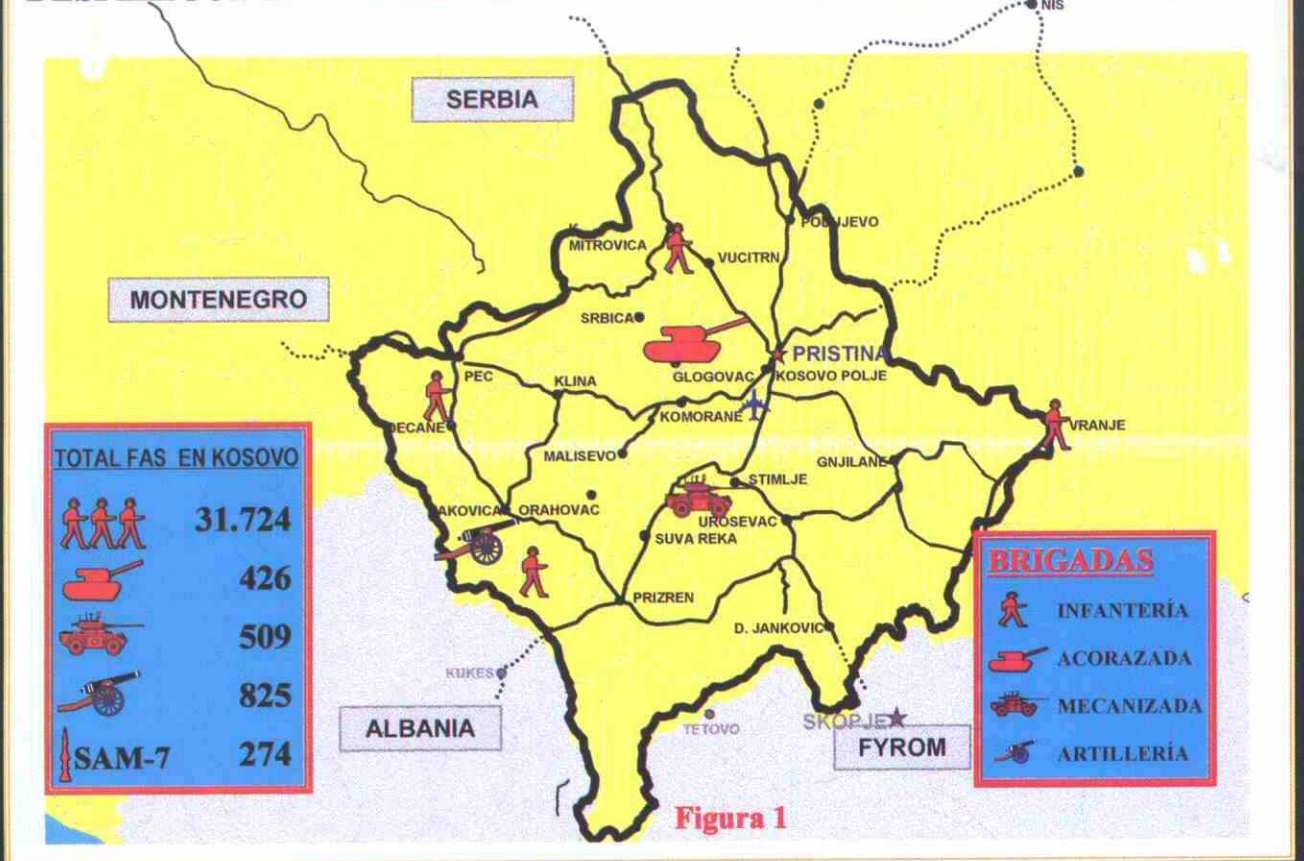 NIS
SERBIA
PODUJEVO
K.
MITROVICA
VUCITRN
MONTENEGRO
SRBICA
PRISTINA
PEC
GLOGOVAC
KOSOVO POLJE
KLINA
KOMORANE
DECANE
VRANJE
MALISEVO
GNJILANE
STIMLJE
AKOVICA
ORAHOVAC
UROSEVAC
SUVA REKA
PRIZREN
D. JANKOVIC
KUKES
ALBANIA
TETOVO
SKOPJE
FYROM
TOTAL FAS EN KOSOVO
31.724
426
509
825
SAM-7 274
BRIGADAS
INFANTERÍA
ACORAZADA
MECANIZADA
ARTILLERÍA
Figura 1